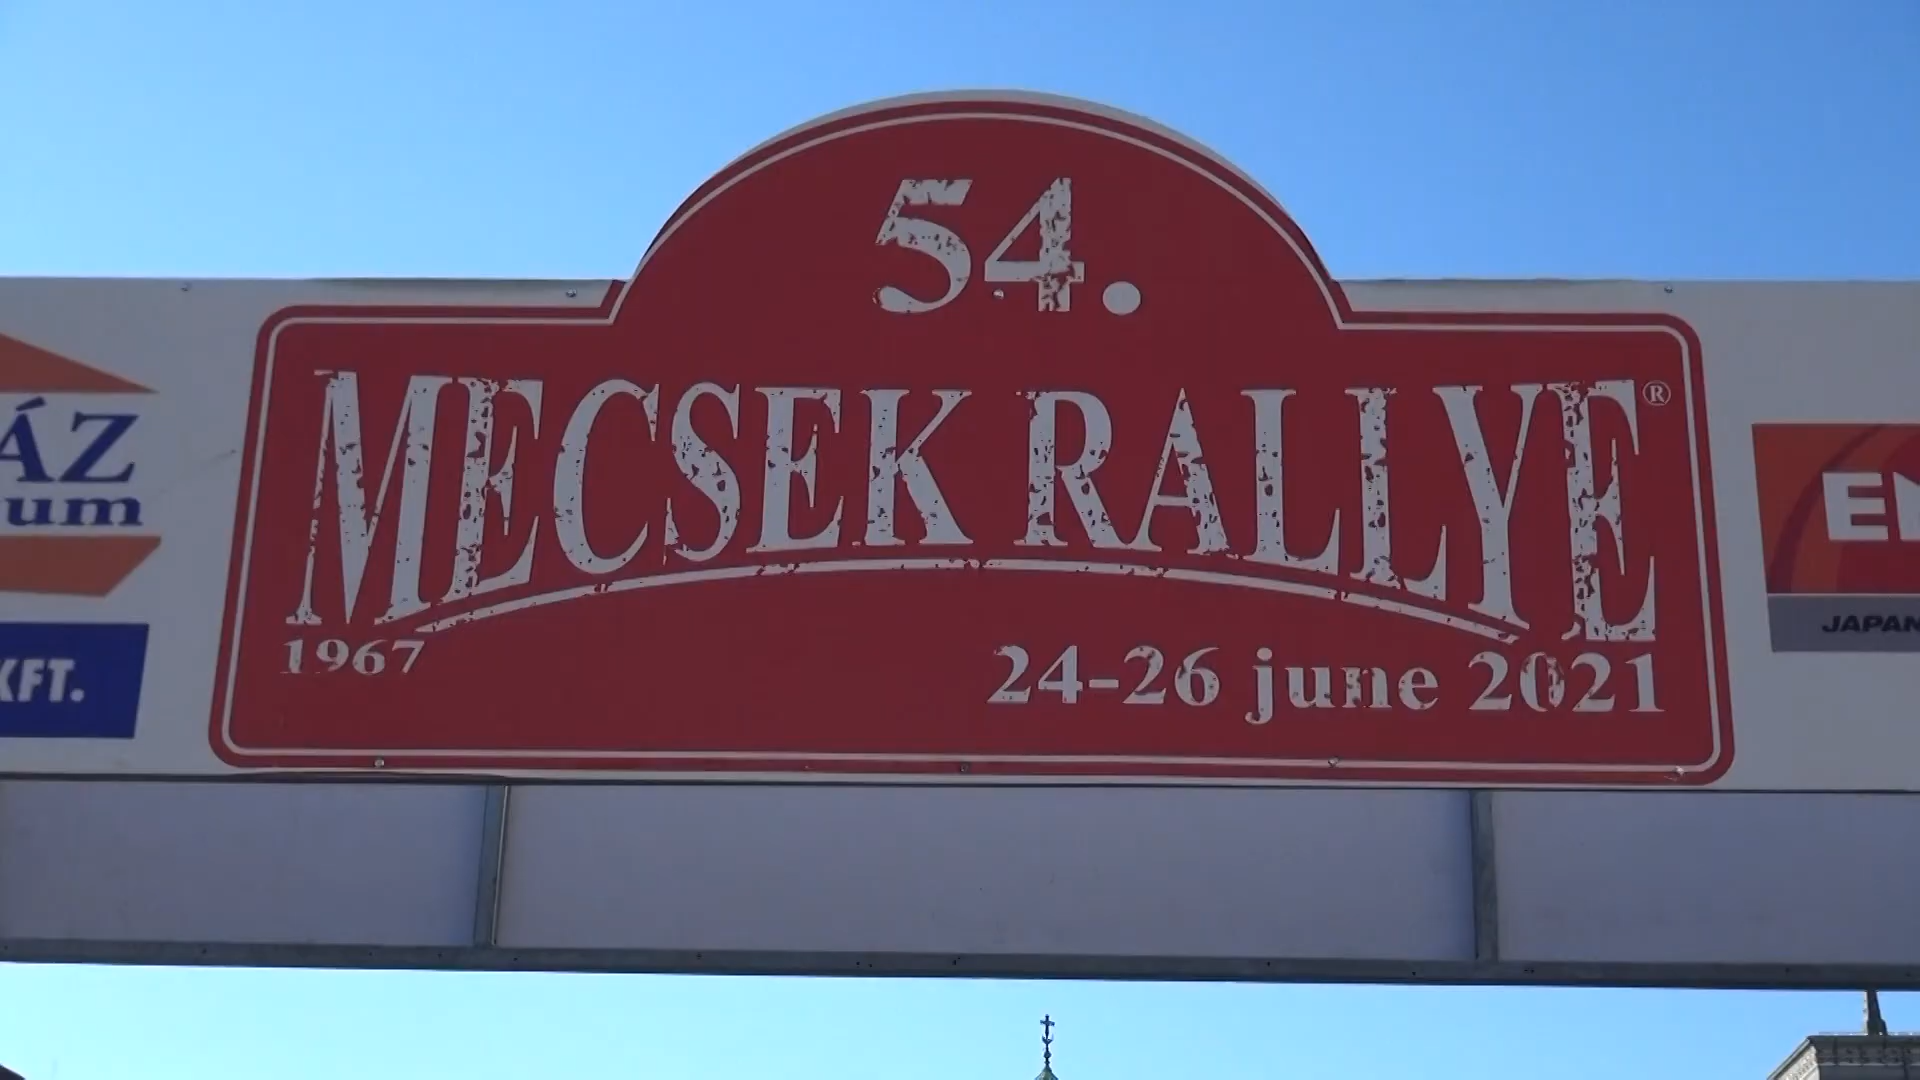 54.
MECSEK RALLYE®
1967
24-26 june 2021
ÁZ
um
KFT.
JAPAN